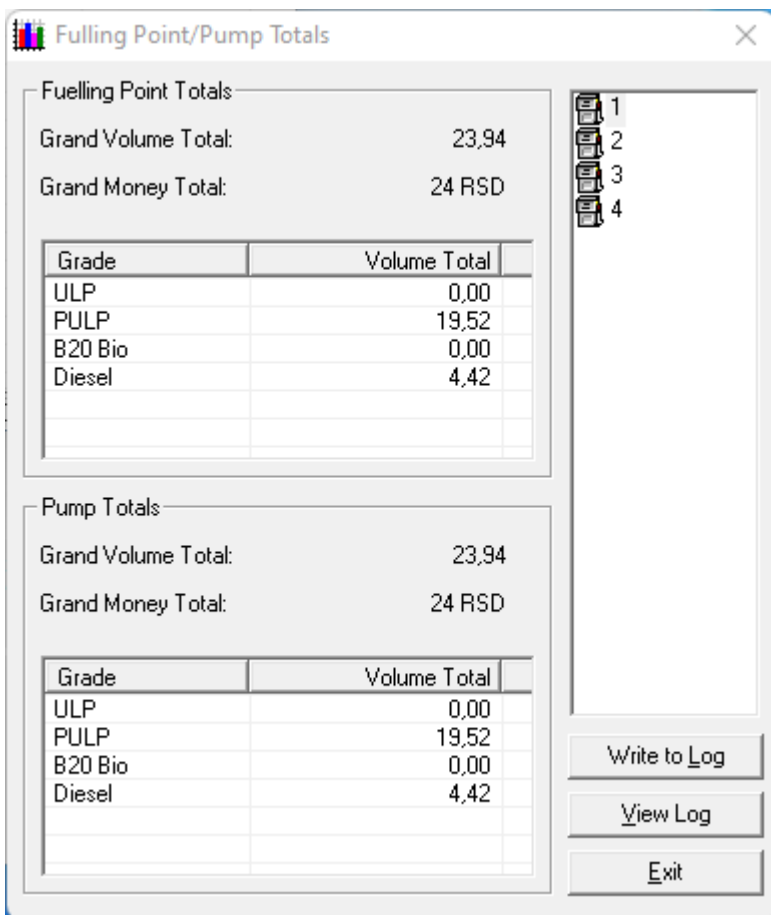 Fulling Point/Pump Totals
Fuelling Point Totals
Grand Volume Total: 23,94
Grand Money Total: 24 RSD
Grade Volume Total
ULP 0,00
PULP 19,52
B20 Bio 0,00
Diesel 4,42
Pump Totals
Grand Volume Total: 23,94
Grand Money Total: 24 RSD
Grade Volume Total
ULP 0,00
PULP 19,52
B20 Bio 0,00
Diesel 4,42
1
2
3
4
Write to Log
View Log
Exit